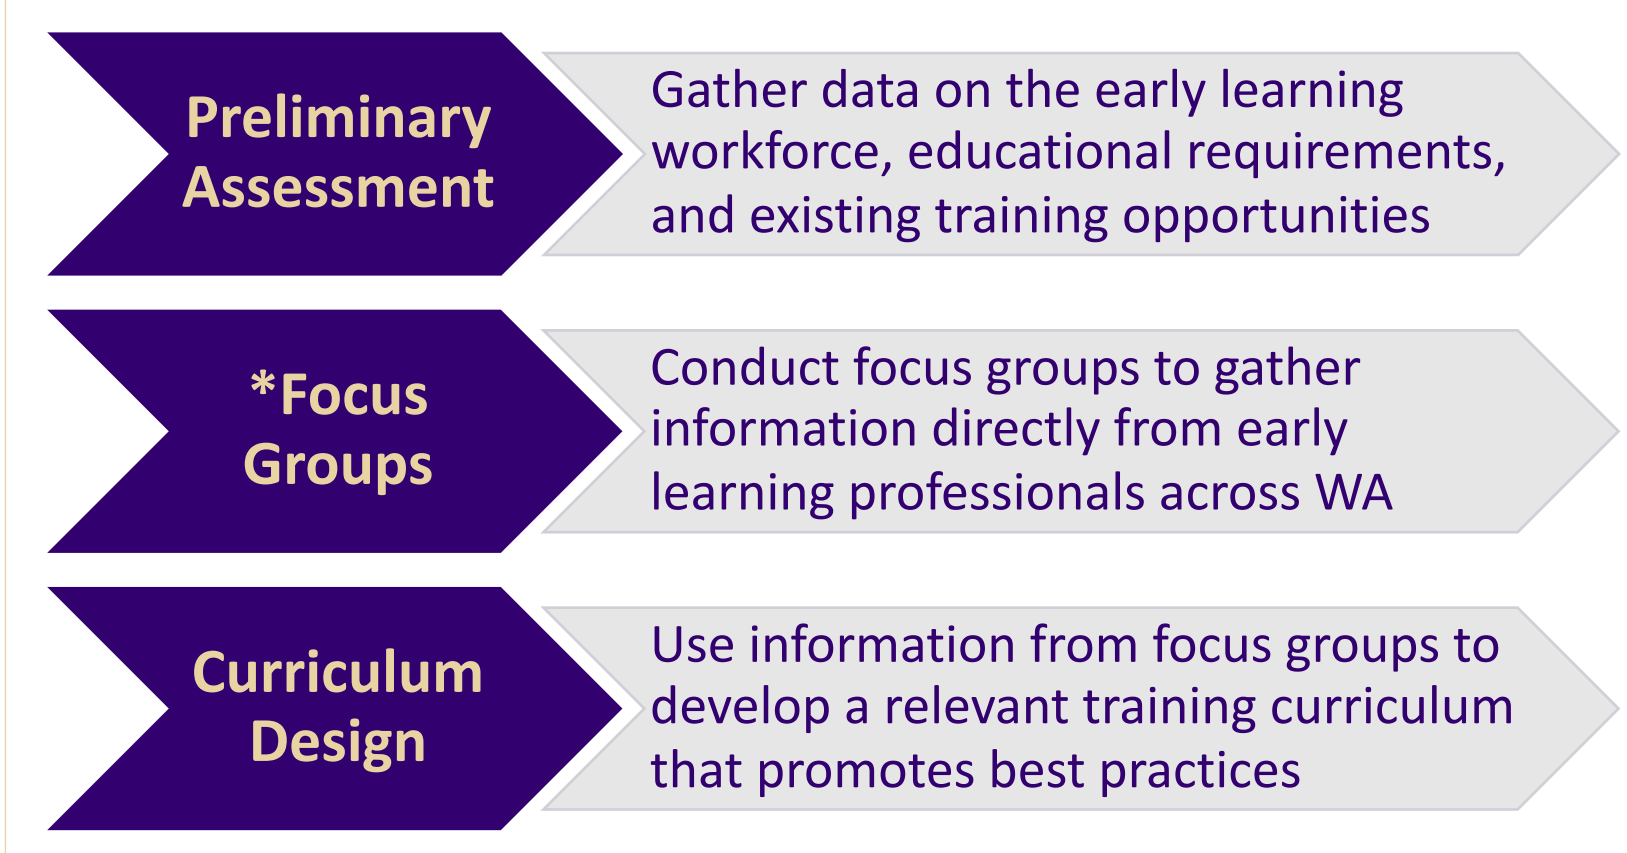 Preliminary
Assessment
Gather data on the early learning
workforce, educational requirements,
and existing training opportunities
*Focus
Groups
Conduct focus groups to gather
information directly from early
learning professionals across WA
Curriculum
Design
Use information from focus groups to
develop a relevant training curriculum
that promotes best practices